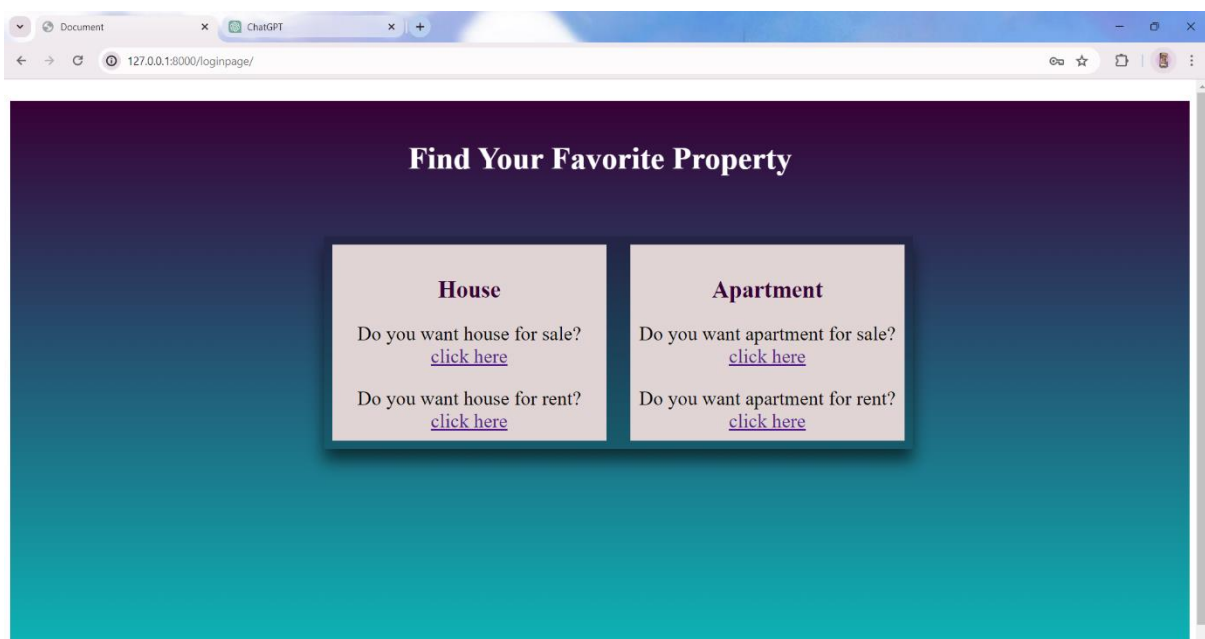 Document
ChatGPT
127.0.0.1:8000/loginpage/
Find Your Favorite Property
House
Do you want house for sale?
click here
Do you want house for rent?
click here
Apartment
Do you want apartment for sale?
click here
Do you want apartment for rent?
click here